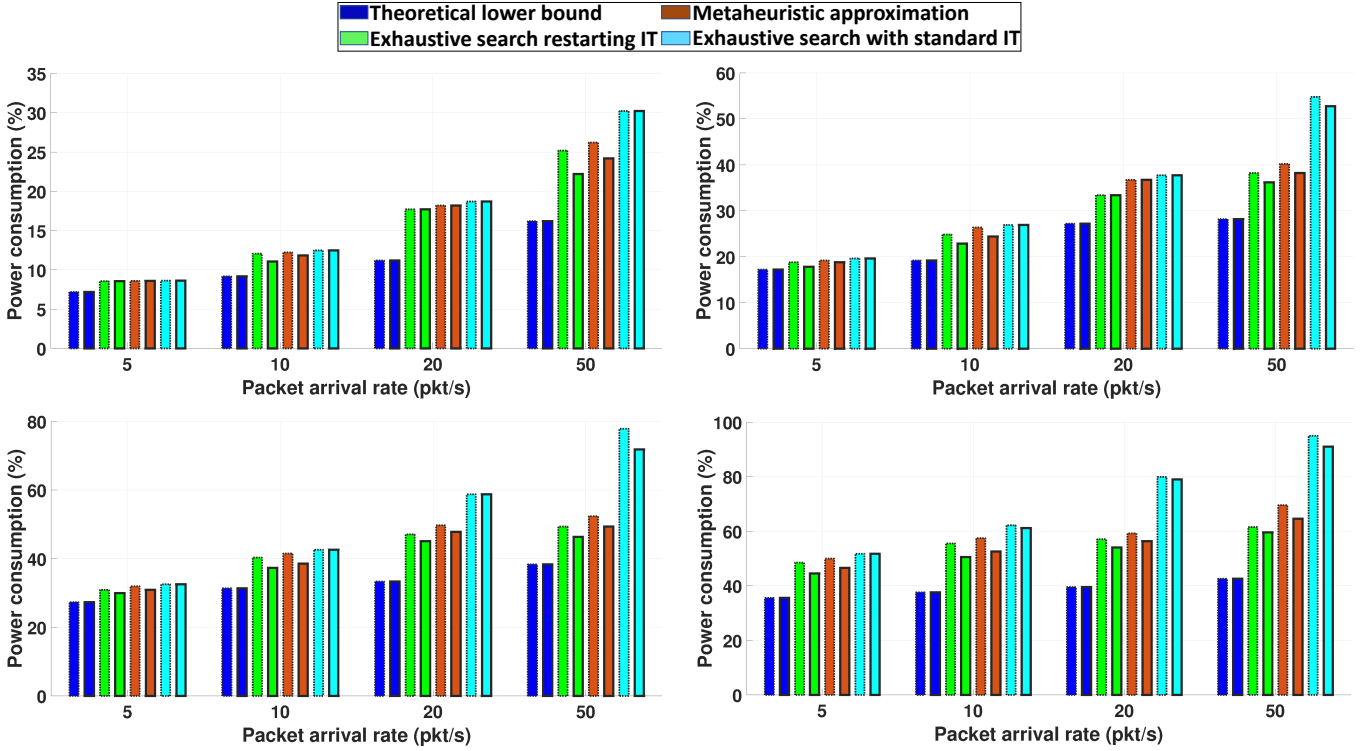 Theoretical lower bound Metaheuristic approximation
Exhaustive search restarting IT Exhaustive search with standard IT
Power consumption (%)
35
30
25
20
15
10
5
0
5 10 20 50
Packet arrival rate (pkt/s)
Power consumption (%)
60
50
40
30
20
10
0
5 10 20 50
Packet arrival rate (pkt/s)
Power consumption (%)
80
60
40
20
0
5 10 20 50
Packet arrival rate (pkt/s)
Power consumption (%)
100
80
60
40
20
0
5 10 20 50
Packet arrival rate (pkt/s)